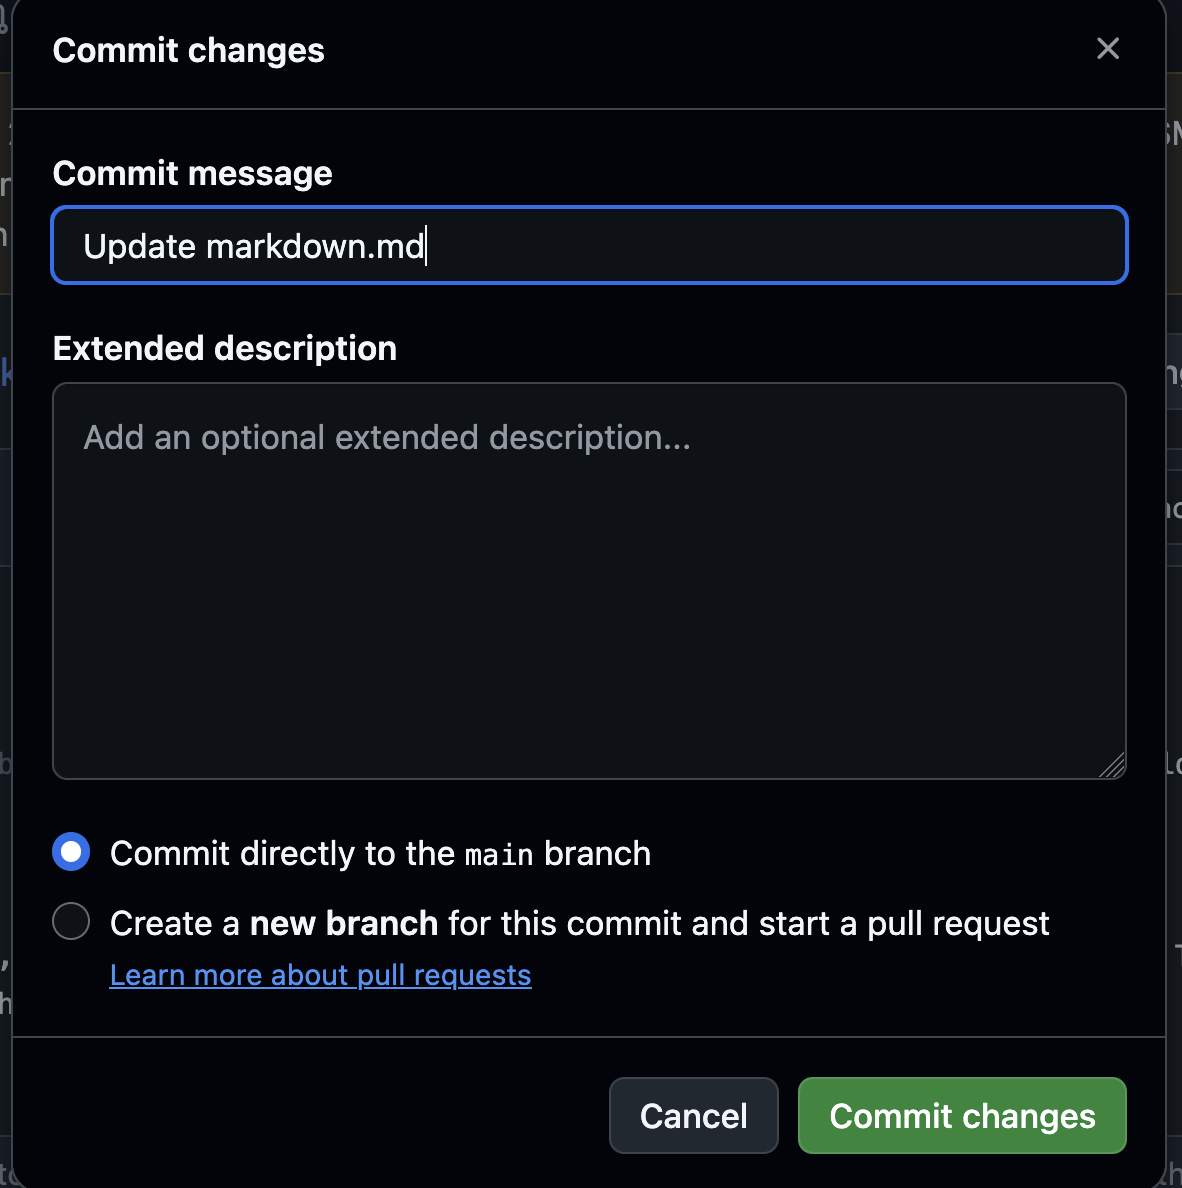 Commit changes
Commit message
Update markdown.md
Extended description
Add an optional extended description...
Commit directly to the main branch
Create a new branch for this commit and start a pull request
Learn more about pull requests
Cancel
Commit changes